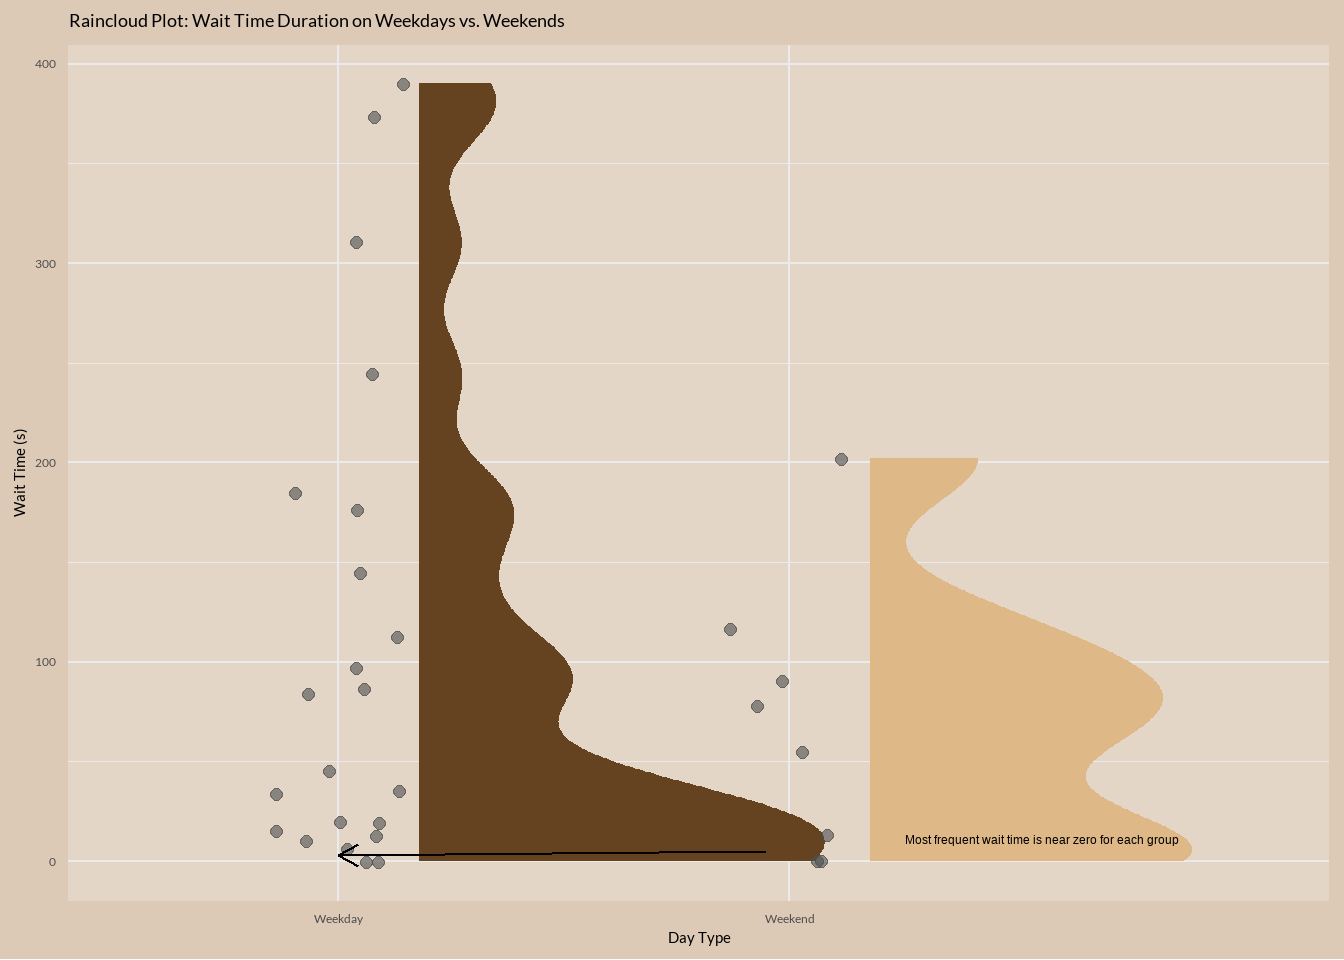 Raincloud Plot: Wait Time Duration on Weekdays vs. Weekends
400
300
200
100
0
Wait Time (s)
Most frequent wait time is near zero for each group
Weekday
Weekend
Day Type